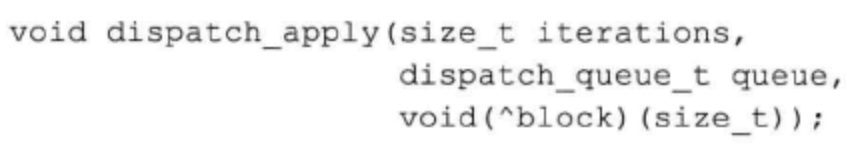 void dispatch_apply(size_t iterations,
dispatch_queue_t queue,
void(^block)(size_t));